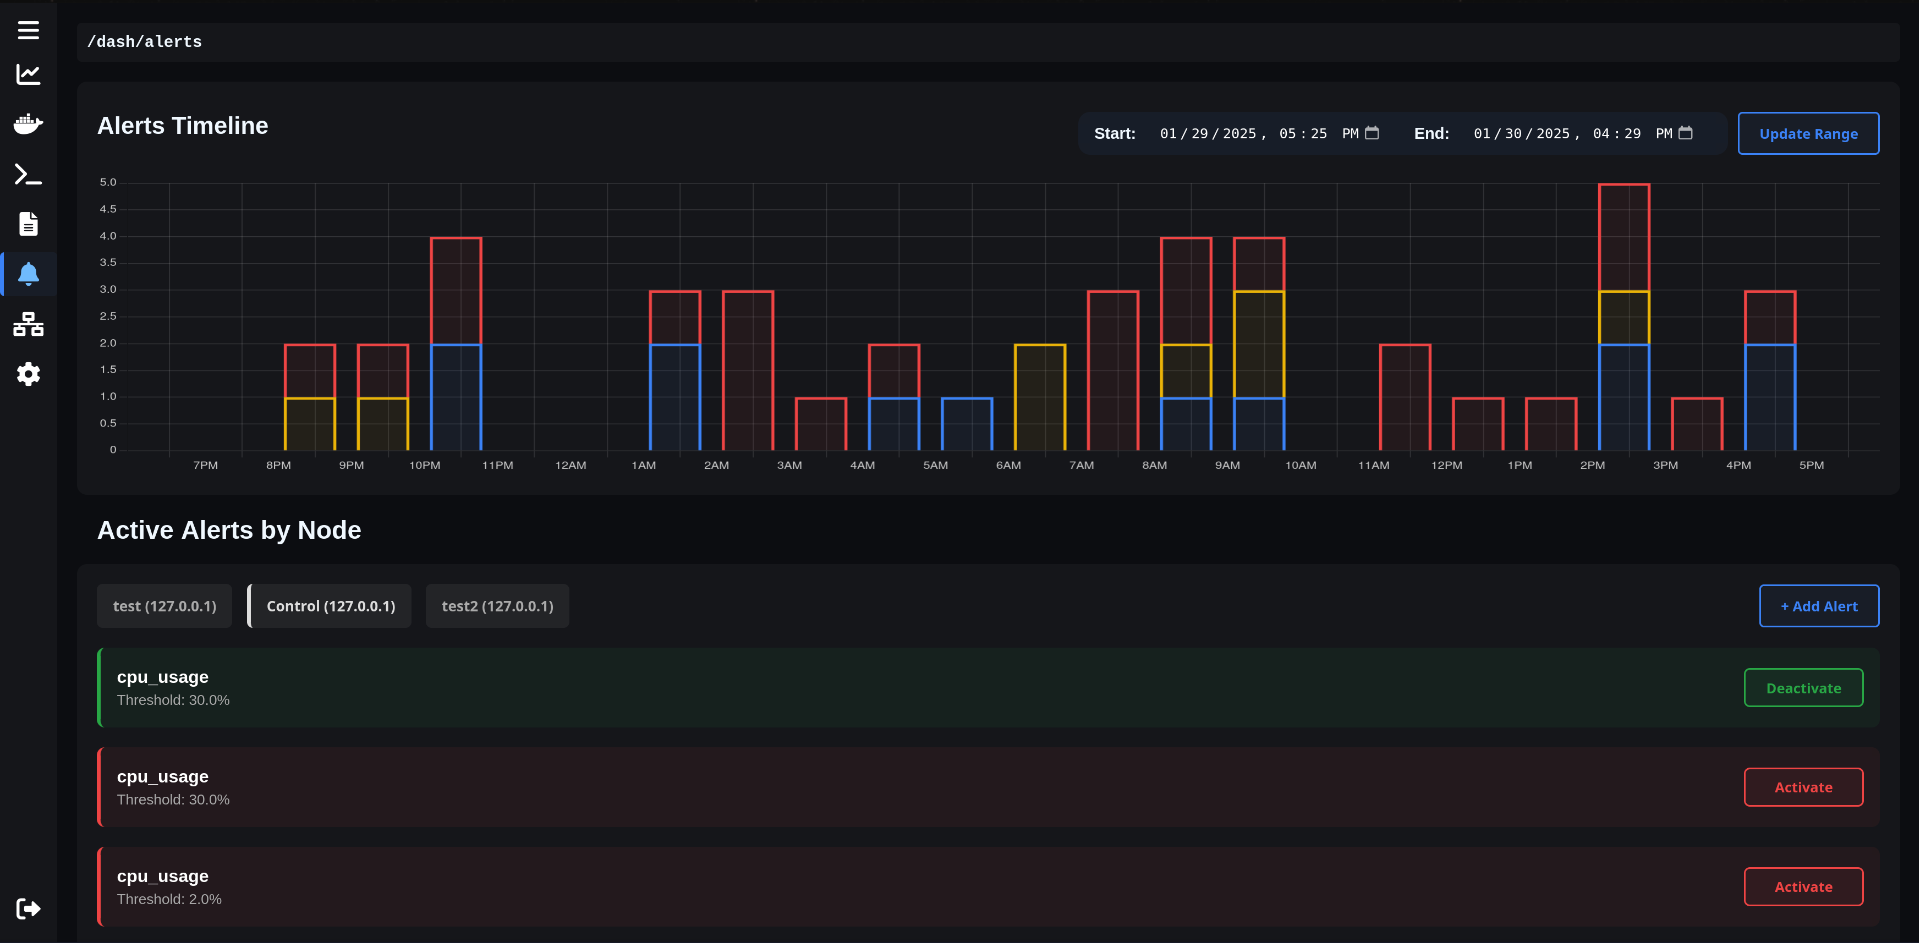 /dash/alerts
Alerts Timeline
Start: 01/29/2025, 05:25 PM End: 01/30/2025, 04:29 PM Update Range
5.0
4.5
4.0
3.5
3.0
2.5
2.0
1.5
1.0
0.5
0
7PM 8PM 9PM 10PM 11PM 12AM 1AM 2AM 3AM 4AM 5AM 6AM 7AM 8AM 9AM 10AM 11AM 12PM 1PM 2PM 3PM 4PM 5PM
Active Alerts by Node
test (127.0.0.1) Control (127.0.0.1) test2 (127.0.0.1) + Add Alert
cpu_usage
Threshold: 30.0%
Deactivate
cpu_usage
Threshold: 30.0%
Activate
cpu_usage
Threshold: 2.0%
Activate